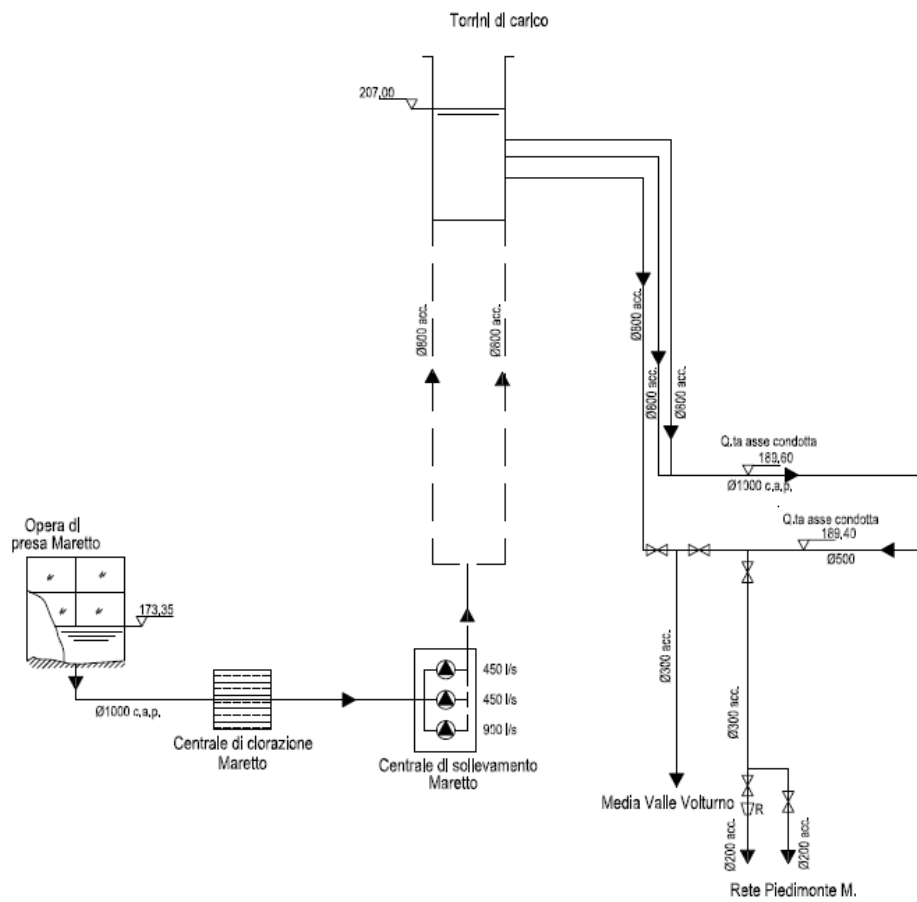 Torrini di carico
207,00
Ø800 acc.
Ø800 acc.
Ø800 acc.
Ø800 acc.
Ø800 acc.
Q.ta asse condotta
189,60
Ø1000 c.a.p.
Q.ta asse condotta
189,40
Ø500
Opera di
presa Maretto
173,35
Ø1000 c.a.p.
Centrale di clorazione
Maretto
450 l/s
450 l/s
900 l/s
Centrale di sollevamento
Maretto
Ø300 acc.
Ø300 acc.
Media Valle Volturno
R
Ø200 acc.
Ø200 acc.
Rete Piedimonte M.